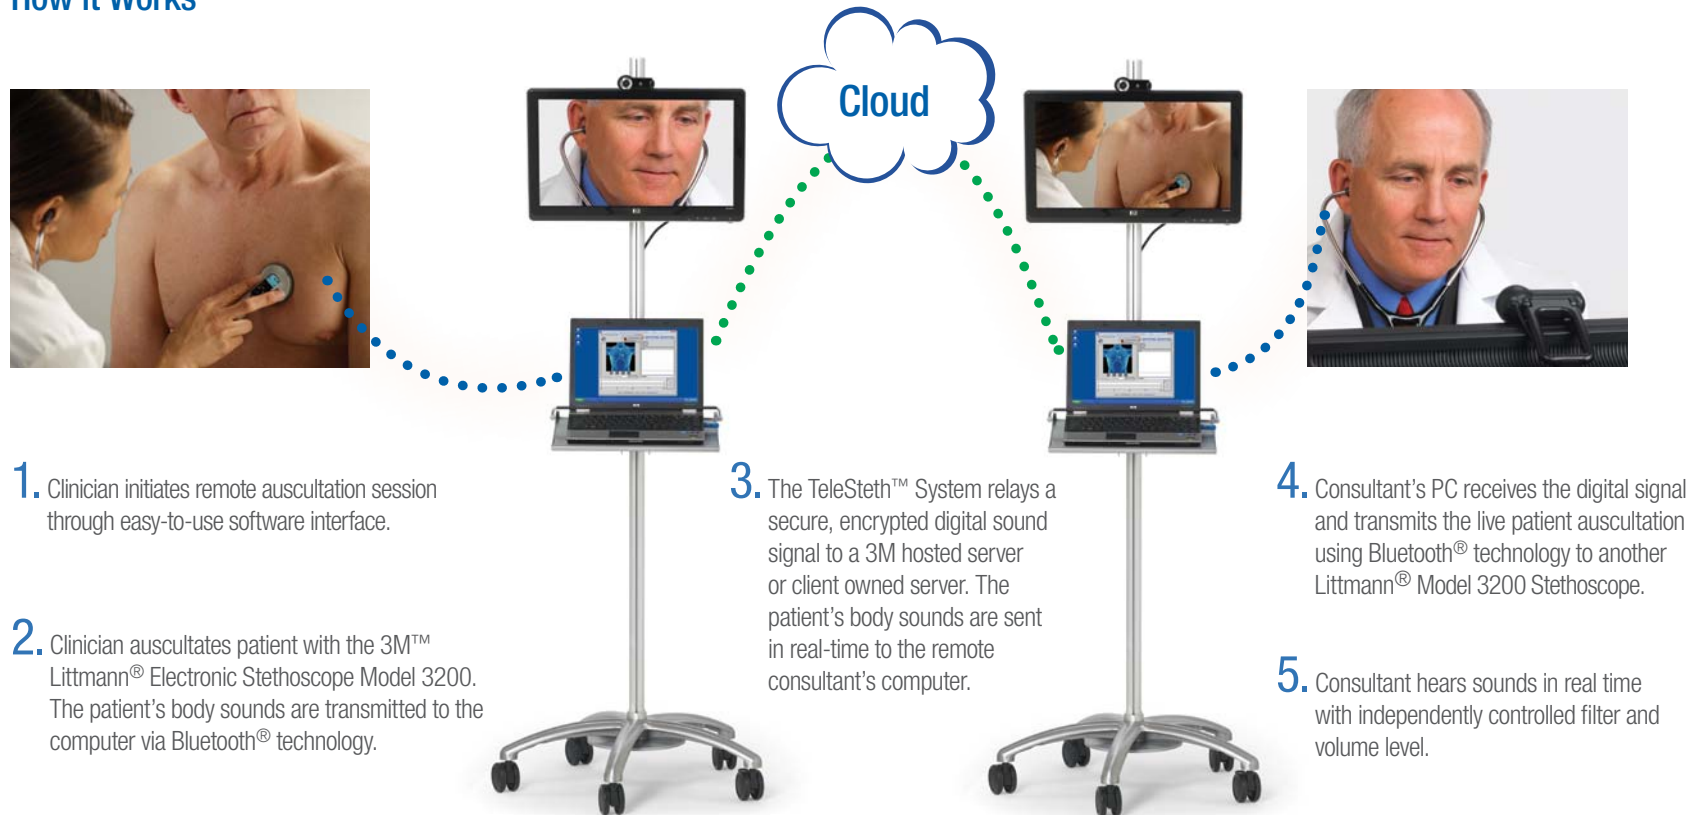 How It Works
Cloud
1. Clinician initiates remote auscultation session
through easy-to-use software interface.
2. Clinician auscultates patient with the 3M™
Littmann® Electronic Stethoscope Model 3200.
The patient's body sounds are transmitted to the
computer via Bluetooth® technology.
3. The TeleSteth™ System relays a
secure, encrypted digital sound
signal to a 3M hosted server
or client owned server. The
patient's body sounds are sent
in real-time to the remote
consultant's computer.
4. Consultant's PC receives the digital signal
and transmits the live patient auscultation
using Bluetooth® technology to another
Littmann® Model 3200 Stethoscope.
5. Consultant hears sounds in real time
with independently controlled filter and
volume level.